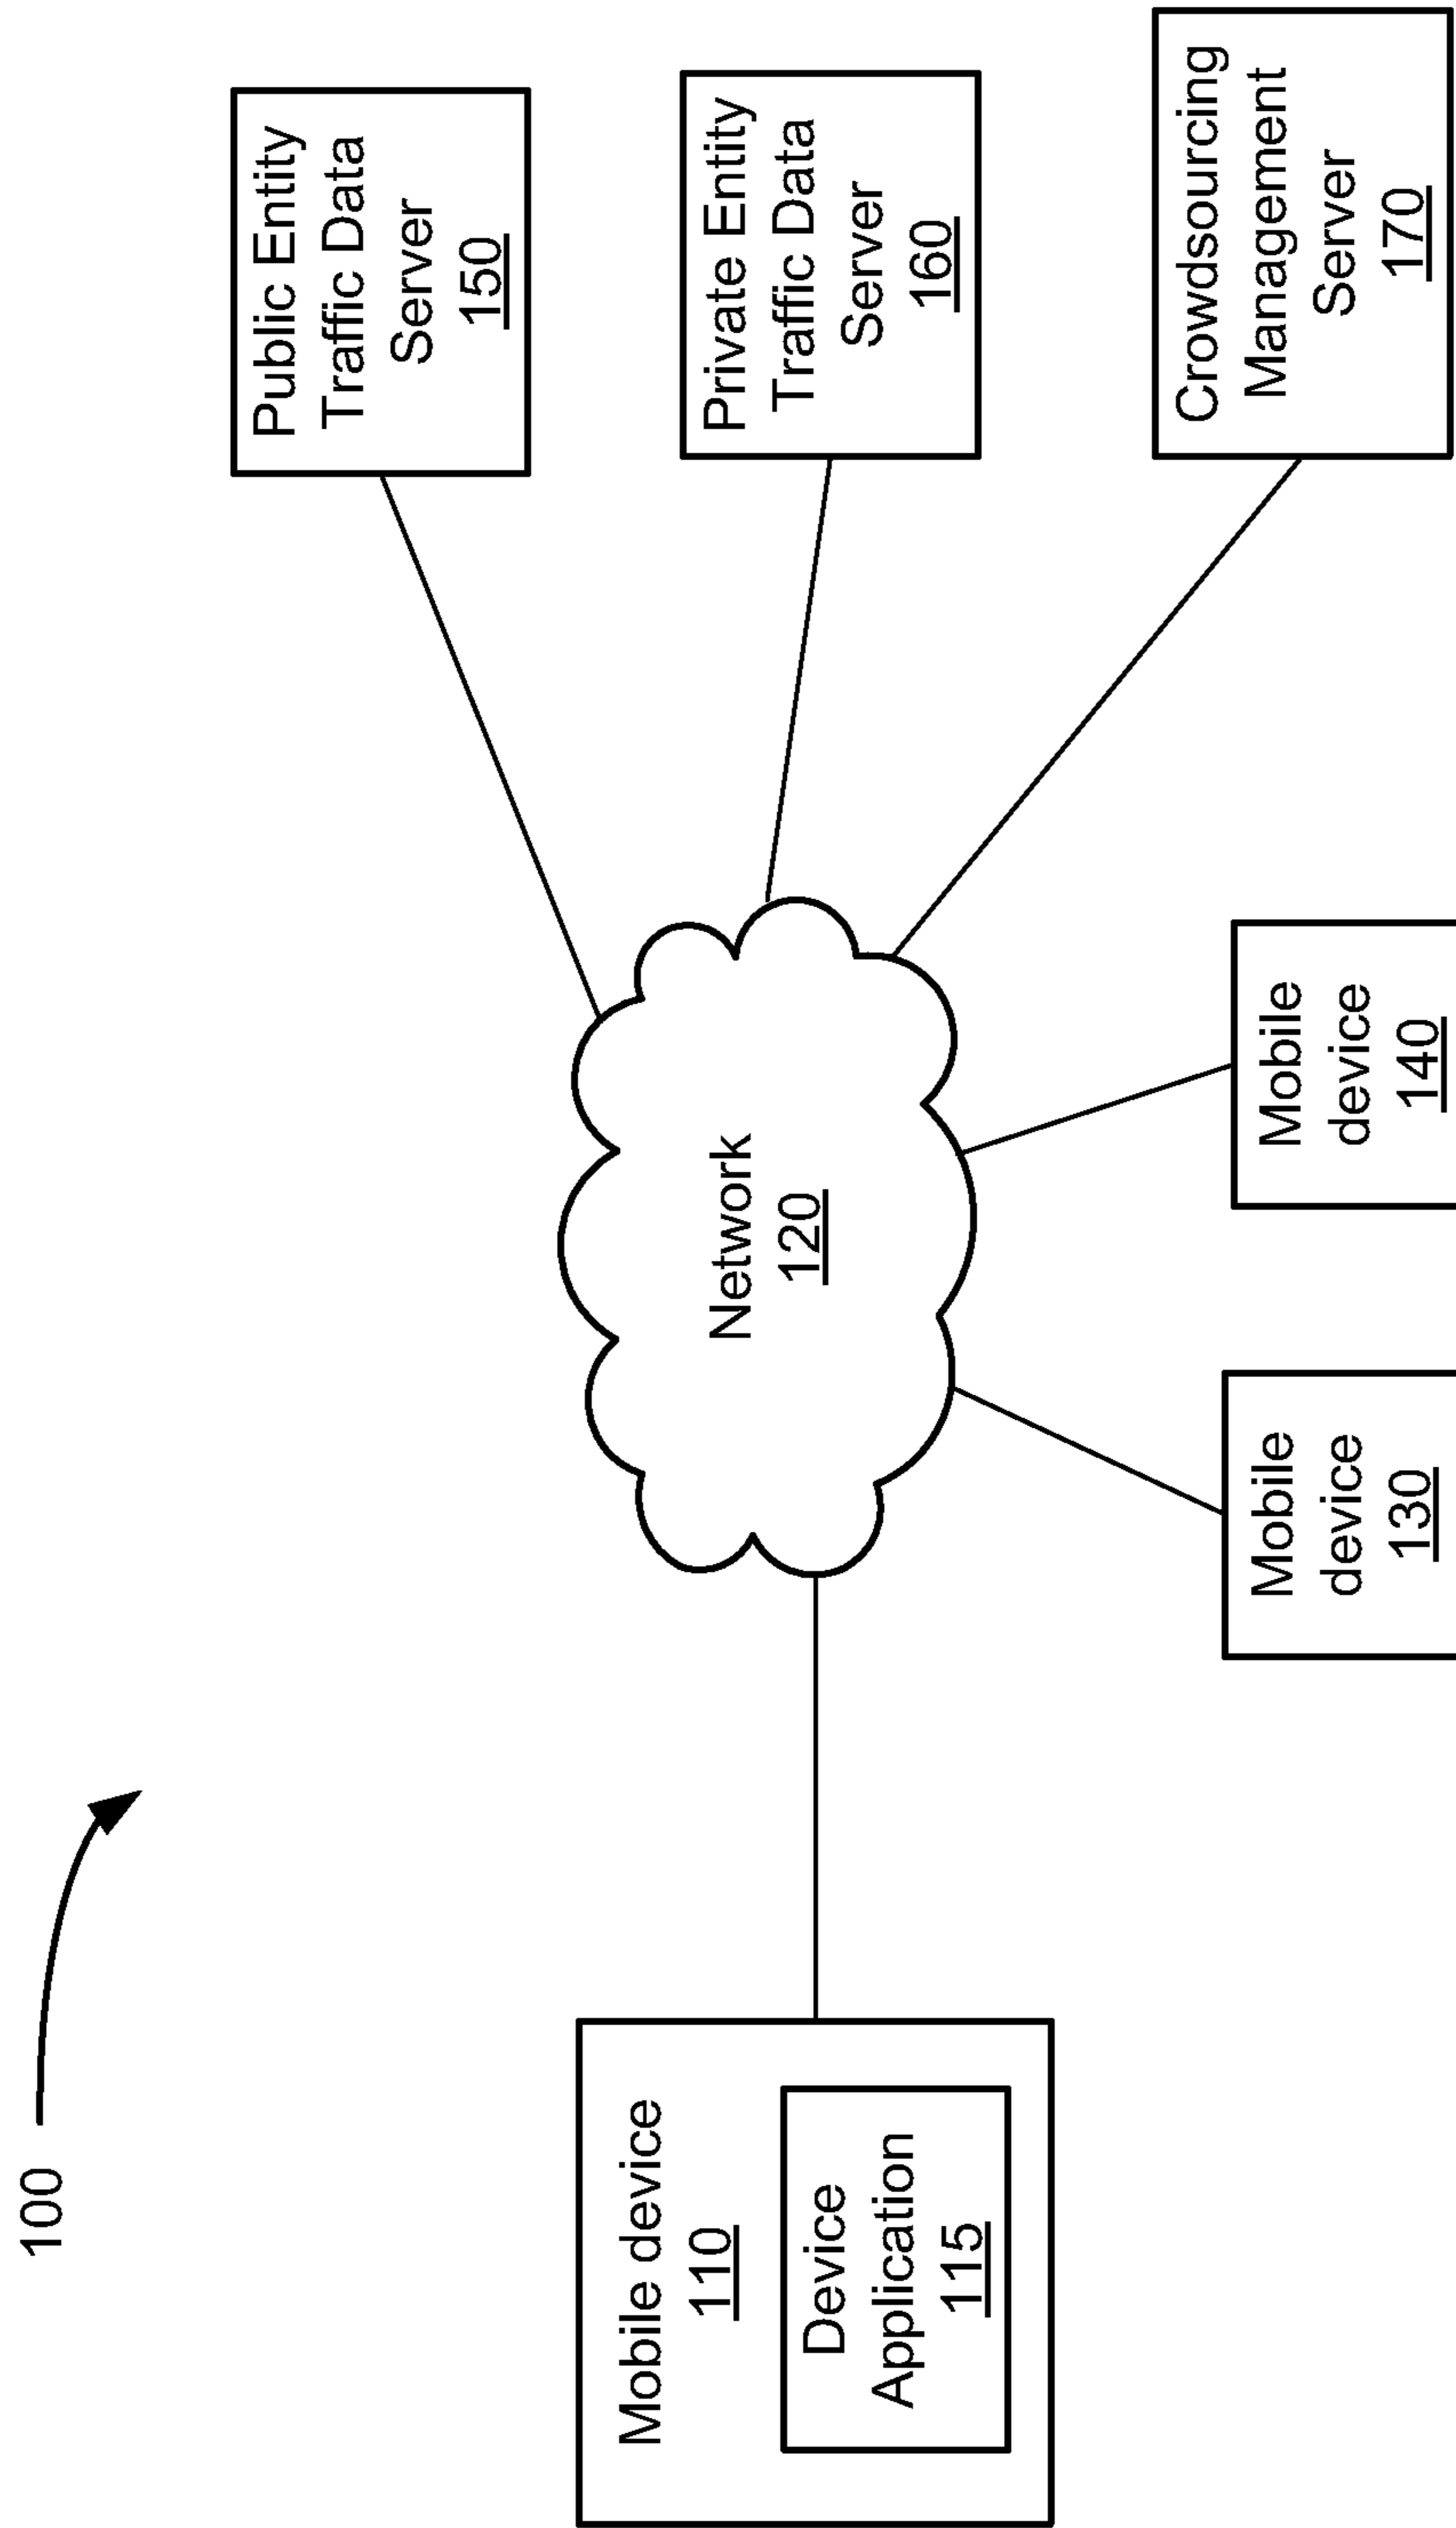 100
Mobile device
110
Device
Application
115
Network
120
Mobile
device
130
Mobile
device
140
Public Entity
Traffic Data
Server
150
Private Entity
Traffic Data
Server
160
Crowdsourcing
Management
Server
170